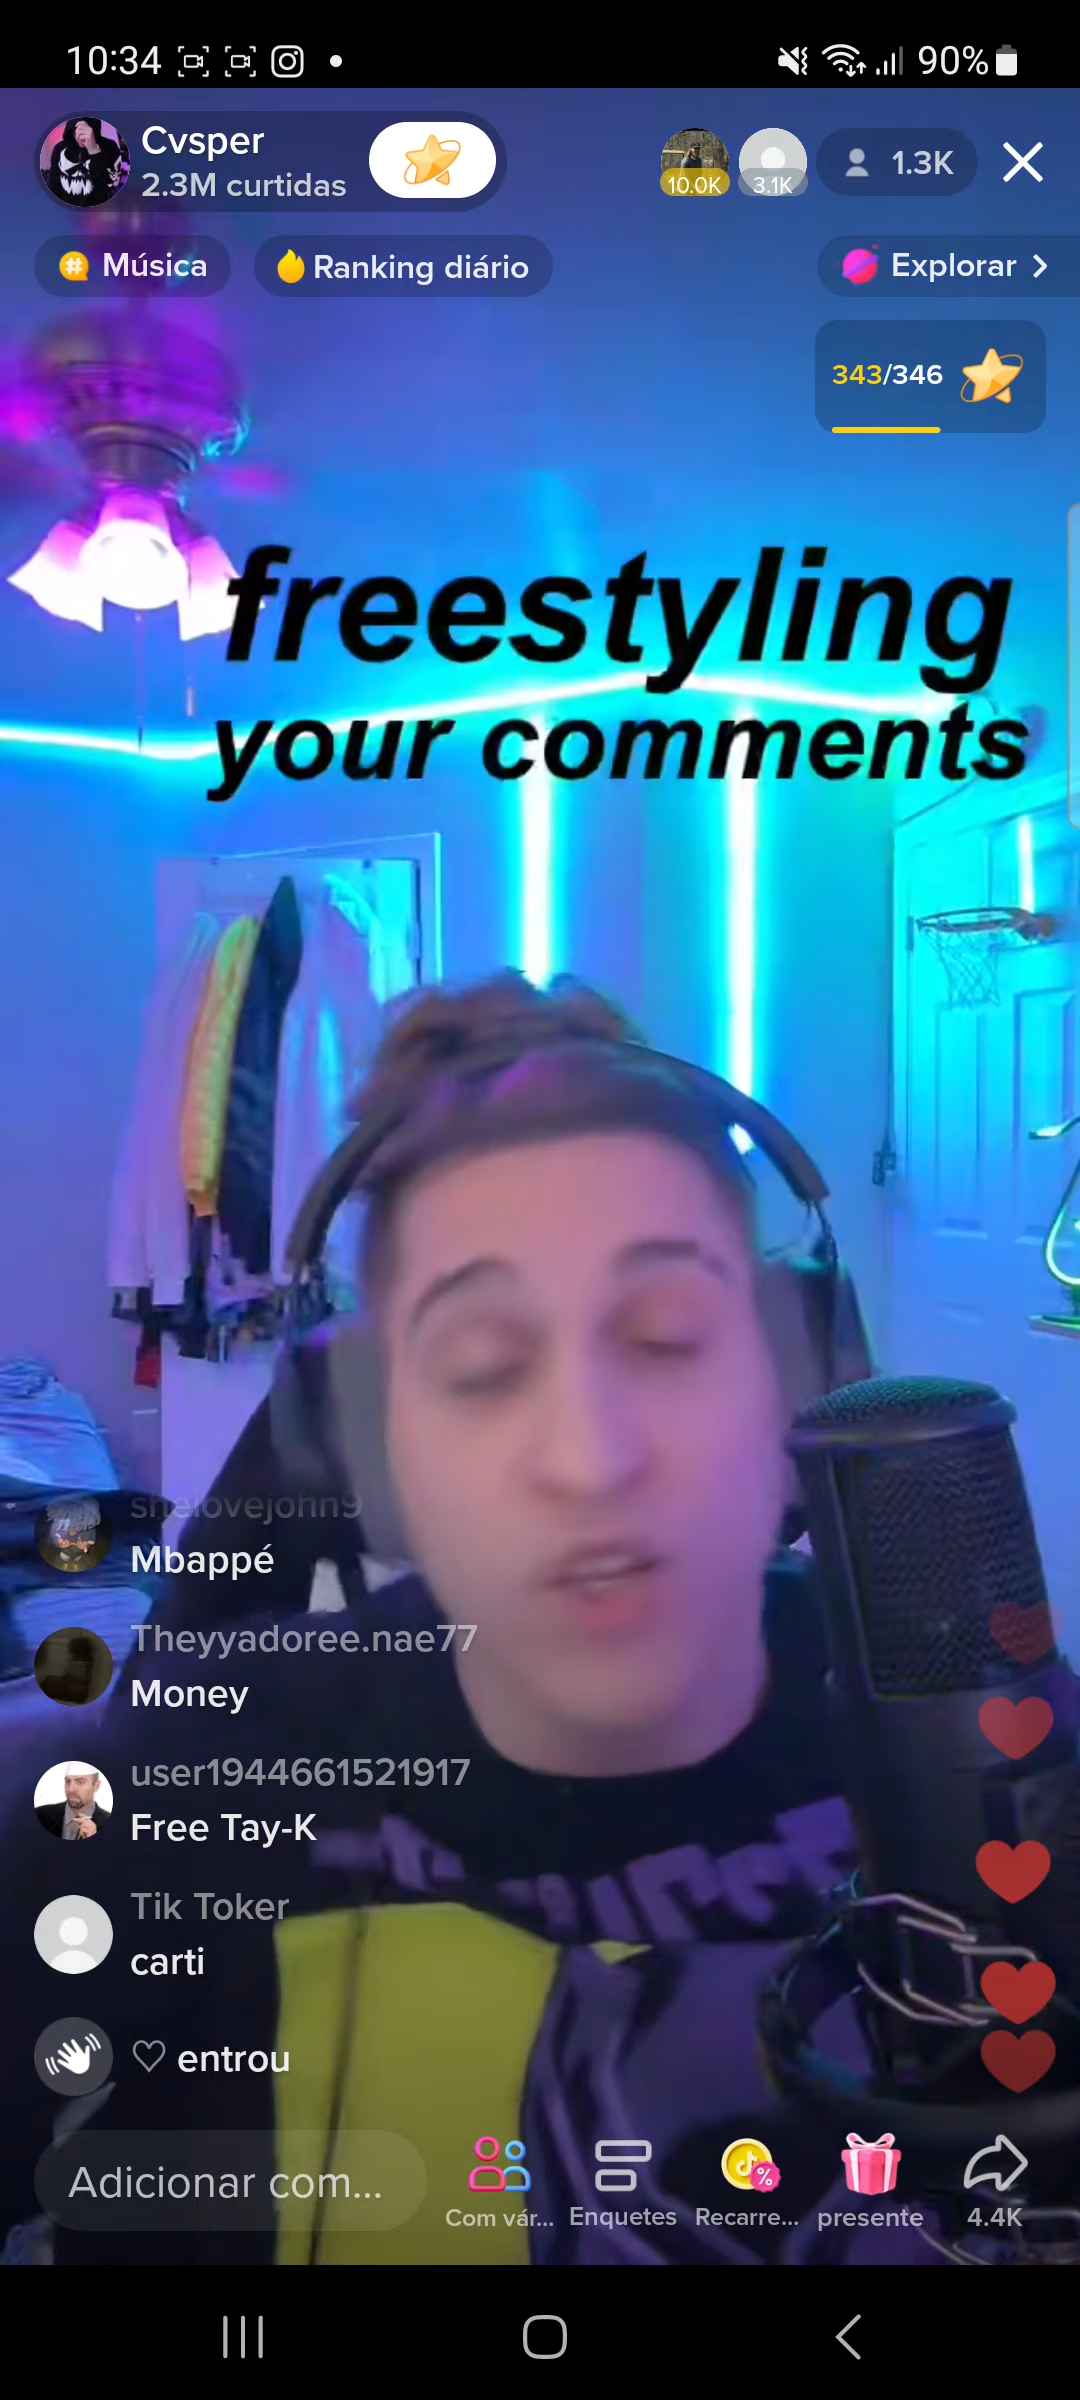 10:34
90%
Cvsper
2.3M curtidas
10.0K
3.1K
1.3K
Música
Ranking diário
Explorar
343/346
freestyling
your comments
shelovejohn9
Mbappé
Theyyadoree.nae77
Money
user1944661521917
Free Tay-K
Tik Toker
carti
♡ entrou
Adicionar com...
Com vár...
Enquetes
Recarre...
presente
4.4K